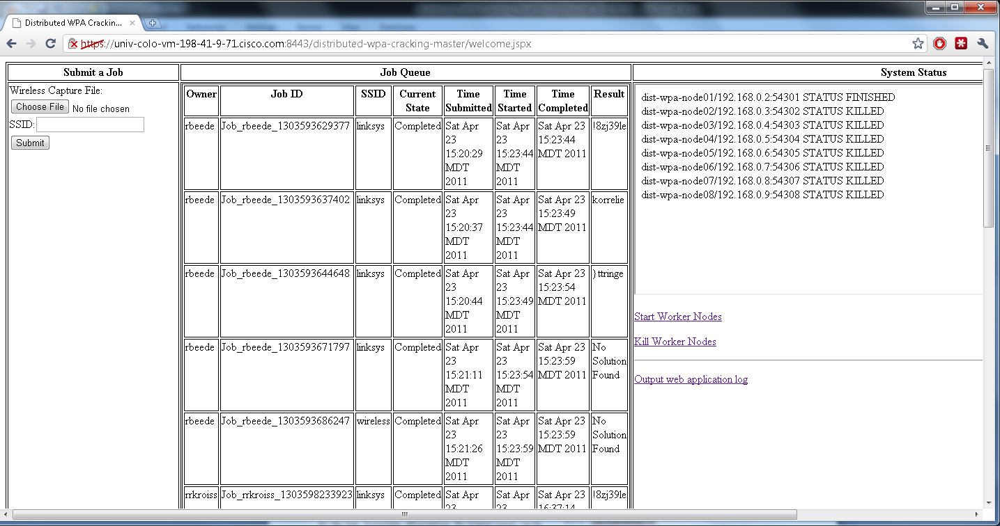 Distributed WPA Crackin...
https://univ-colo-vm-198-41-9-71.cisco.com:8443/distributed-wpa-cracking-master/welcome.jspx
Submit a Job
Wireless Capture File:
Choose File No file chosen
SSID:
Submit
Job Queue
Owner Job ID SSID Current State Time Submitted Time Started Time Completed Result
rbeede Job_rbeede_1303593629377 linksys Completed Sat Apr 23 15:20:29 MDT 2011 Sat Apr 23 15:23:44 MDT 2011 Sat Apr 23 15:23:44 MDT 2011 !8zj39le
rbeede Job_rbeede_1303593637402 linksys Completed Sat Apr 23 15:20:37 MDT 2011 Sat Apr 23 15:23:44 MDT 2011 Sat Apr 23 15:23:49 MDT 2011 korrelie
rbeede Job_rbeede_1303593644648 linksys Completed Sat Apr 23 15:20:44 MDT 2011 Sat Apr 23 15:23:49 MDT 2011 Sat Apr 23 15:23:54 MDT 2011 }ttringe
rbeede Job_rbeede_1303593671797 linksys Completed Sat Apr 23 15:21:11 MDT 2011 Sat Apr 23 15:23:54 MDT 2011 Sat Apr 23 15:23:59 MDT 2011 No Solution Found
rbeede Job_rbeede_1303593686247 wireless Completed Sat Apr 23 15:21:26 MDT 2011 Sat Apr 23 15:23:59 MDT 2011 Sat Apr 23 15:23:59 MDT 2011 No Solution Found
rrkroiss Job_rrkroiss_1303598233923 linksys Completed Sat Apr 23 Sat Apr 23 Sat Apr 23 16:37:14 !8zj39le
System Status
dist-wpa-node01/192.168.0.2:54301 STATUS FINISHED
dist-wpa-node02/192.168.0.3:54302 STATUS KILLED
dist-wpa-node03/192.168.0.4:54303 STATUS KILLED
dist-wpa-node04/192.168.0.5:54304 STATUS KILLED
dist-wpa-node05/192.168.0.6:54305 STATUS KILLED
dist-wpa-node06/192.168.0.7:54306 STATUS KILLED
dist-wpa-node07/192.168.0.8:54307 STATUS KILLED
dist-wpa-node08/192.168.0.9:54308 STATUS KILLED
Start Worker Nodes
Kill Worker Nodes
Output web application log